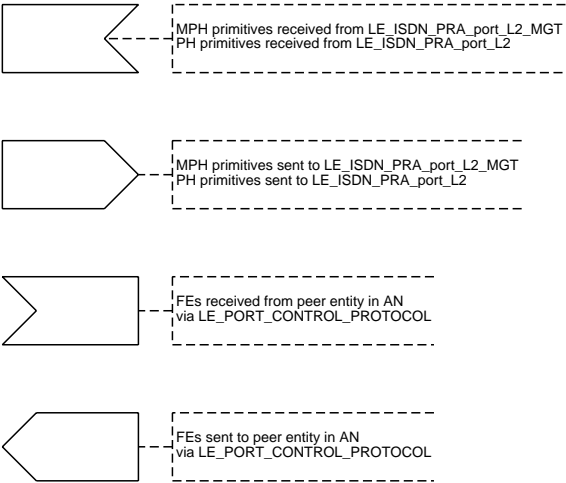 MPH primitives received from LE_ISDN_PRA_port_L2_MGT
PH primitives received from LE_ISDN_PRA_port_L2
MPH primitives sent to LE_ISDN_PRA_port_L2_MGT
PH primitives sent to LE_ISDN_PRA_port_L2
FEs received from peer entity in AN
via LE_PORT_CONTROL_PROTOCOL
FEs sent to peer entity in AN
via LE_PORT_CONTROL_PROTOCOL